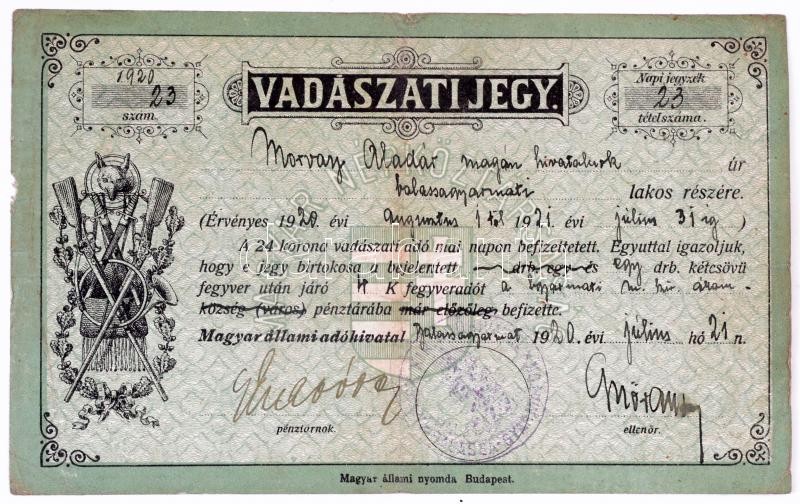 1920
23
szám.
VADÁSZATI JEGY.
Napi jegyzék
23
tételszáma.
Aladár magán úr
balassagyarmati lakos részére.
(Érvényes 1920. évi Augusztus 1 től 1921. évi július 31 ig)
A 24 korona vadászati adó mai napon befizettetett. Egyuttal igazoljuk,
hogy e jegy birtokosa a bejelentett drb. egy és egy drb. kétcsövü
fegyver után járó K fegyveradót a
község (város) pénztárába már előzőleg befizette.
Magyar állami adóhivatal Balassagyarmat 1920. évi július hó 21 n.
pénztárnok.
ellenőr.
Magyar állami nyomda Budapest.